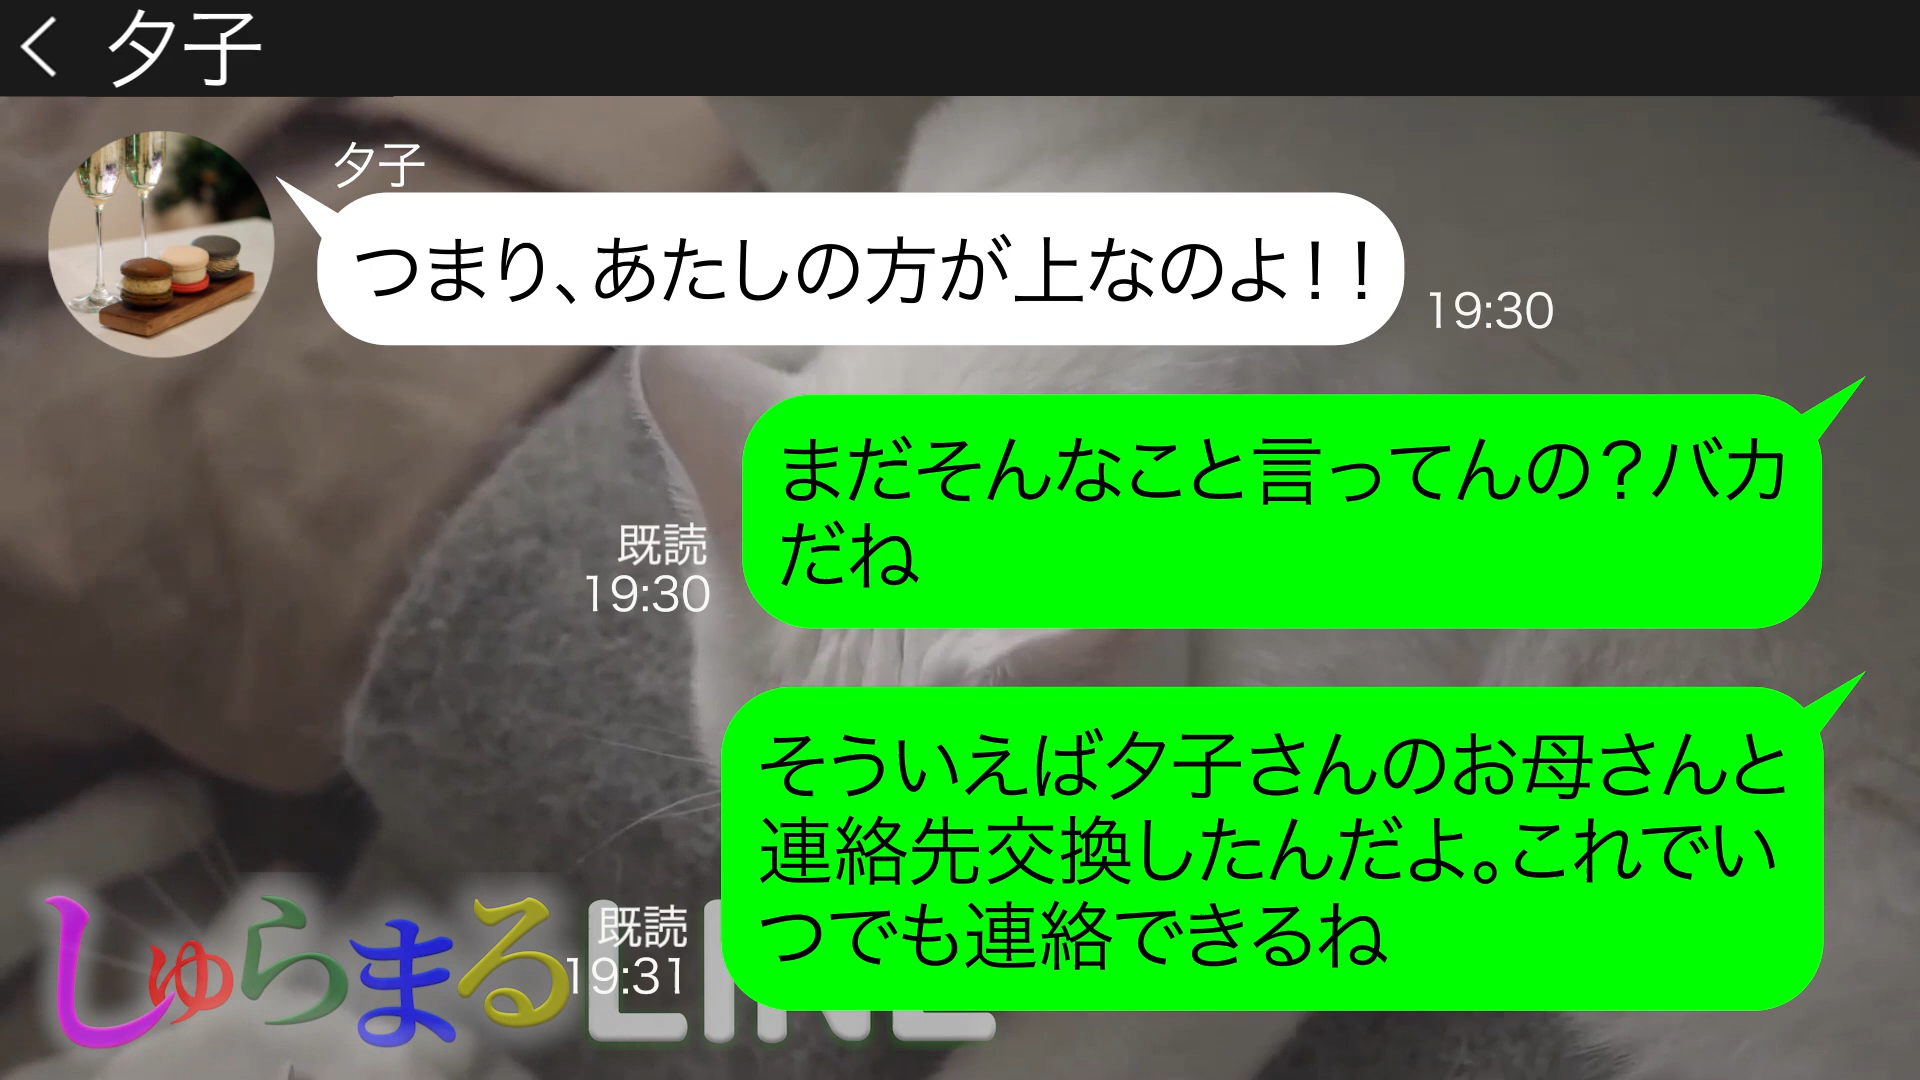 夕子
夕子
つまり、あたしの方が上なのよ！！
19:30
まだそんなこと言ってんの？バカ
だね
既読
19:30
そういえば夕子さんのお母さんと
連絡先交換したんだよ。これでい
つでも連絡できるね
既読
19:31
しゅらまるLINE